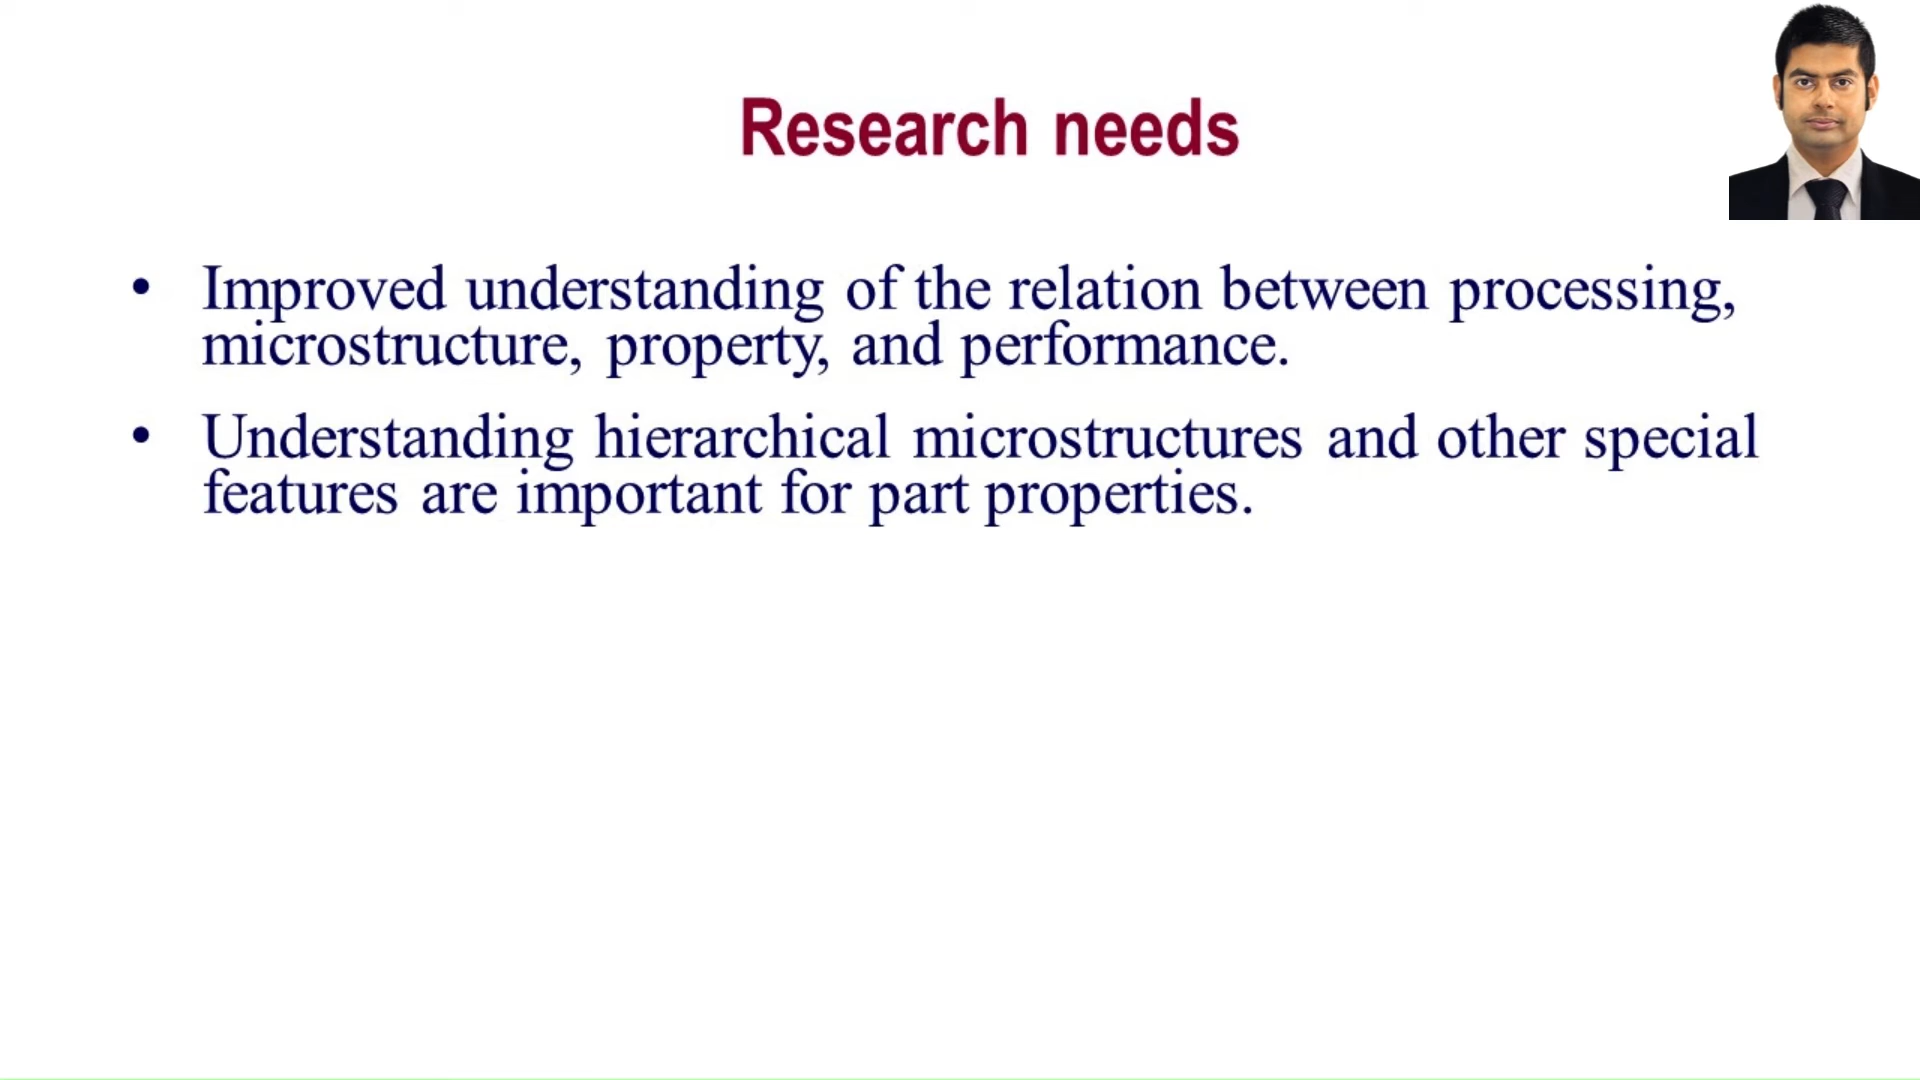 Research needs
• Improved understanding of the relation between processing,
microstructure, property, and performance.
• Understanding hierarchical microstructures and other special
features are important for part properties.